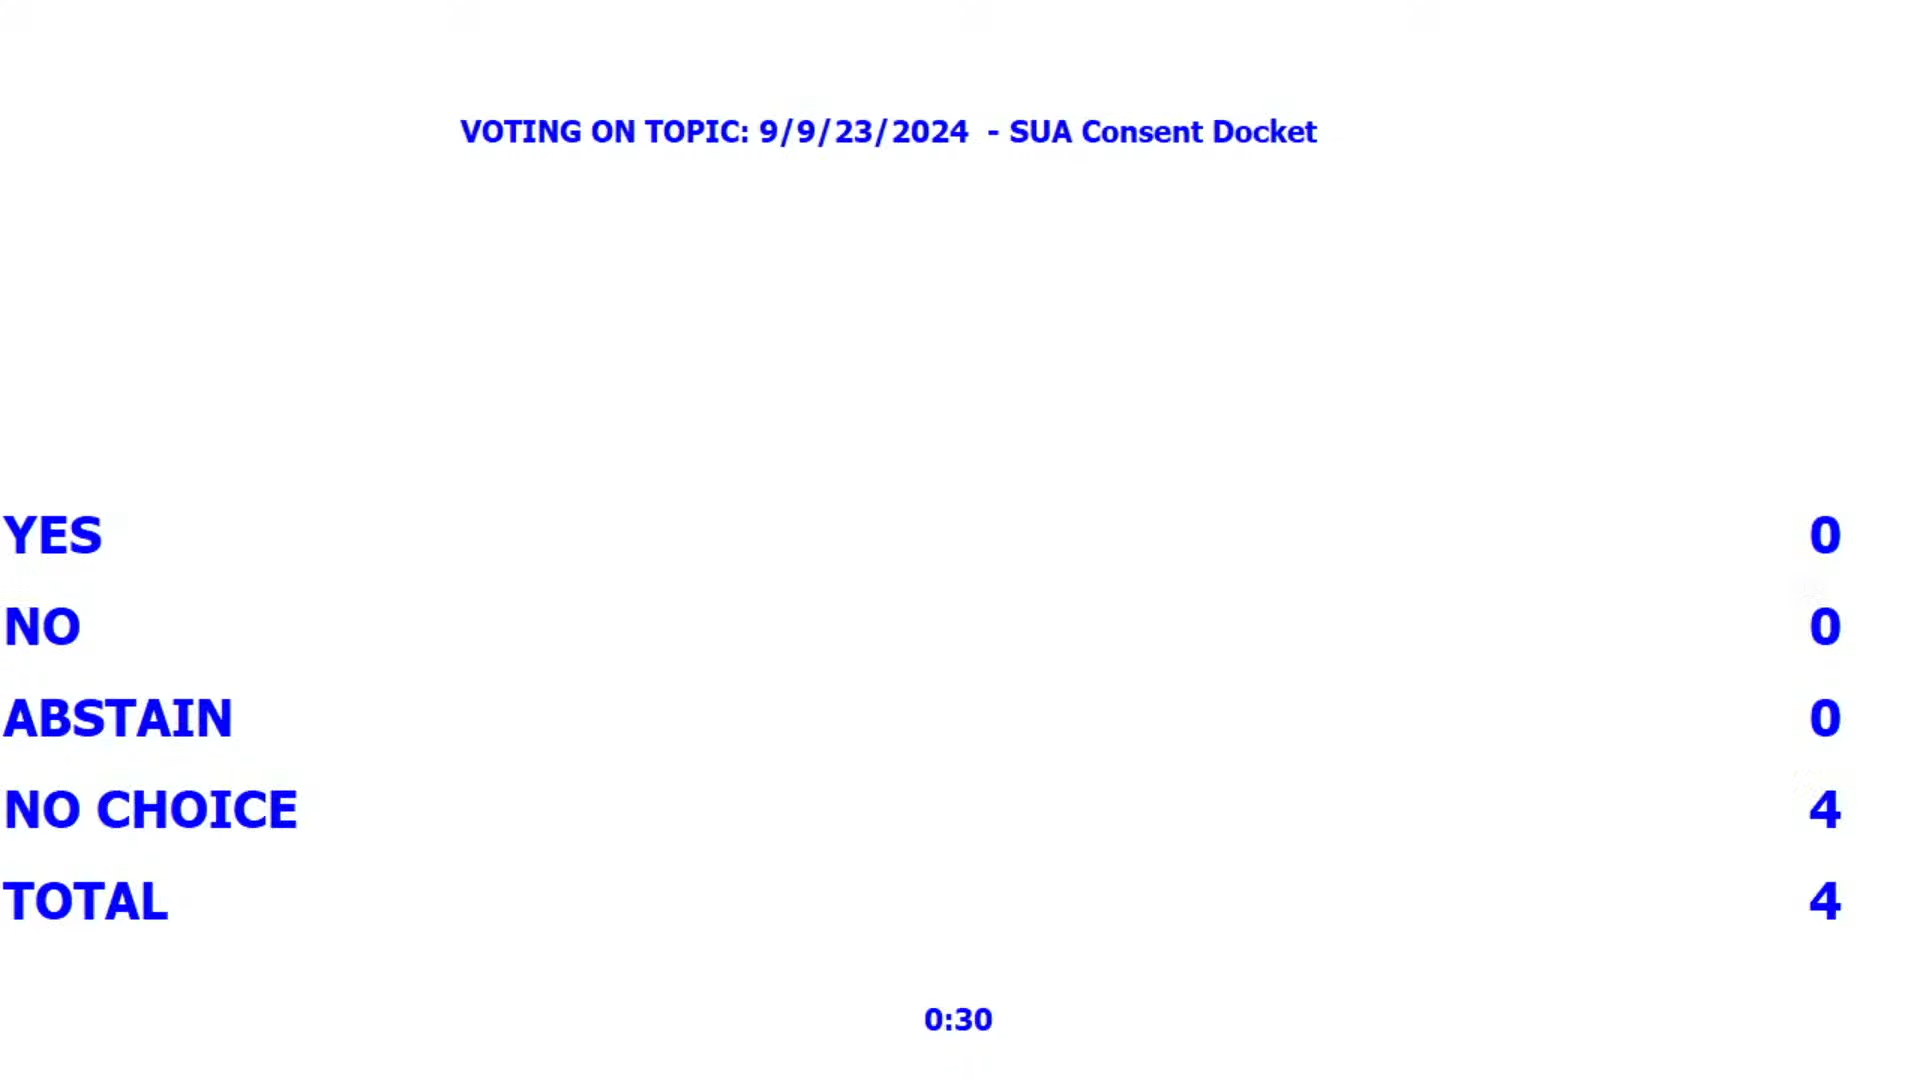 VOTING ON TOPIC: 9/9/23/2024 - SUA Consent Docket
YES 0
NO 0
ABSTAIN 0
NO CHOICE 4
TOTAL 4
0:30